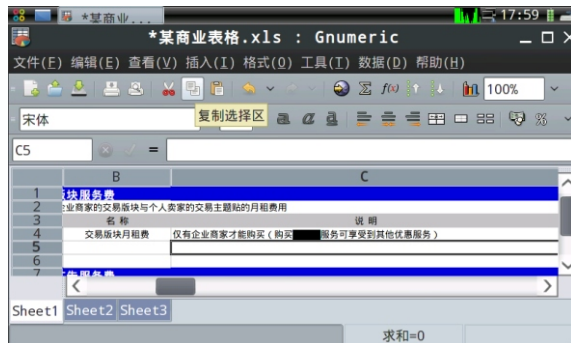 *某商业...
17:59
*某商业表格.xls : Gnumeric
文件(F) 编辑(E) 查看(V) 插入(I) 格式(O) 工具(T) 数据(D) 帮助(H)
f(x) 100%
宋体
复制选择区
C5
=
B C
1 版块服务费
2 企业商家的交易版块与个人卖家的交易主题贴的月租费用
3 名 称 说 明
4 交易版块月租费 仅有企业商家才能购买(购买 服务可享受到其他优惠服务)
5
6
7
Sheet1 Sheet2 Sheet3
求和=0